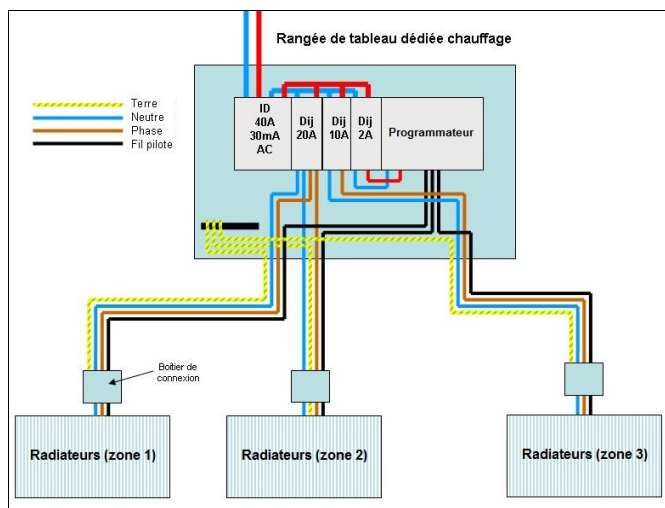 Rangée de tableau dédiée chauffage
Terre
Neutre
Phase
Fil pilote
ID
40A
30mA
AC
Dij
20A
Dij
10A
Dij
2A
Programmateur
Boîtier de
connexion
Radiateurs (zone 1)
Radiateurs (zone 2)
Radiateurs (zone 3)